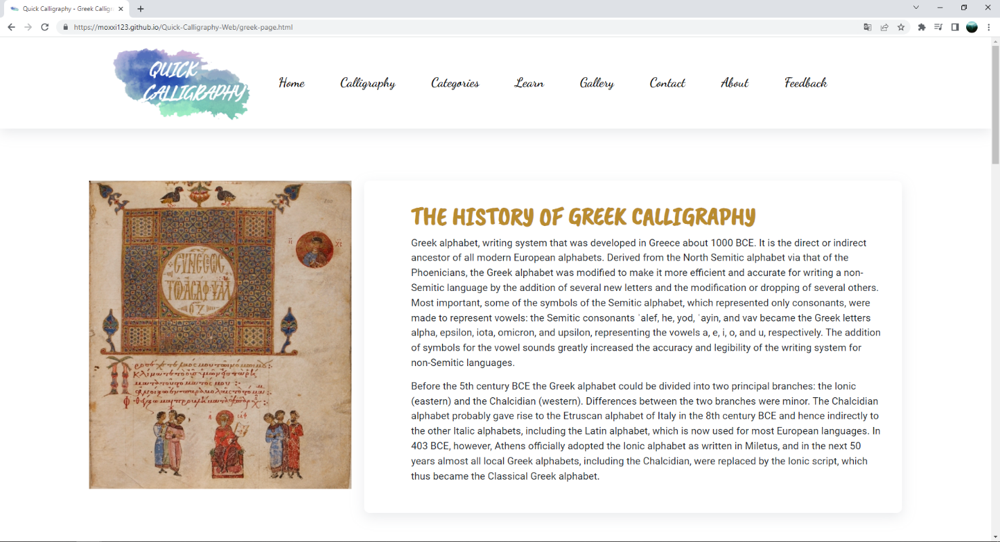 Quick Calligraphy - Greek Callig
https://moxxi123.github.io/Quick-Calligraphy-Web/greek-page.html
QUICK
CALLIGRAPHY
Home
Calligraphy
Categories
Learn
Gallery
Contact
About
Feedback
THE HISTORY OF GREEK CALLIGRAPHY
Greek alphabet, writing system that was developed in Greece about 1000 BCE. It is the direct or indirect
ancestor of all modern European alphabets. Derived from the North Semitic alphabet via that of the
Phoenicians, the Greek alphabet was modified to make it more efficient and accurate for writing a non-
Semitic language by the addition of several new letters and the modification or dropping of several others.
Most important, some of the symbols of the Semitic alphabet, which represented only consonants, were
made to represent vowels: the Semitic consonants ʾalef, he, yod, ʿayin, and vav became the Greek letters
alpha, epsilon, iota, omicron, and upsilon, representing the vowels a, e, i, o, and u, respectively. The addition
of symbols for the vowel sounds greatly increased the accuracy and legibility of the writing system for
non-Semitic languages.
Before the 5th century BCE the Greek alphabet could be divided into two principal branches: the Ionic
(eastern) and the Chalcidian (western). Differences between the two branches were minor. The Chalcidian
alphabet probably gave rise to the Etruscan alphabet of Italy in the 8th century BCE and hence indirectly to
the other Italic alphabets, including the Latin alphabet, which is now used for most European languages. In
403 BCE, however, Athens officially adopted the Ionic alphabet as written in Miletus, and in the next 50
years almost all local Greek alphabets, including the Chalcidian, were replaced by the Ionic script, which
thus became the Classical Greek alphabet.